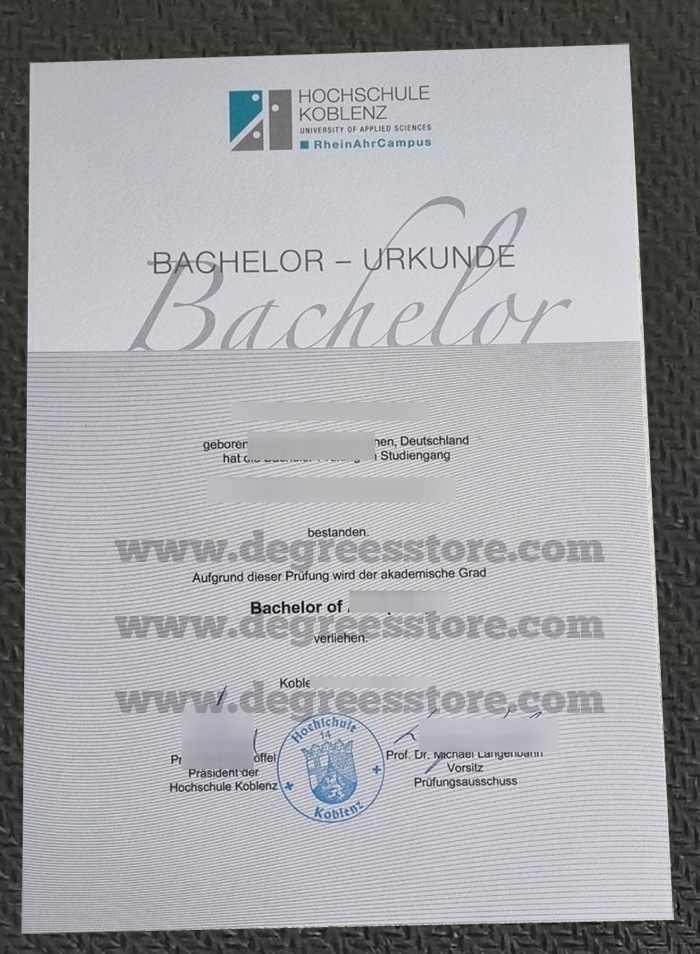 HOCHSCHULE
KOBLENZ
UNIVERSITY OF APPLIED SCIENCES
RheinAhrCampus
BACHELOR – URKUNDE
Bachelor
geboren , Deutschland
hat Studiengang
bestanden.
www.degreesstore.com
Aufgrund dieser Prüfung wird der akademische Grad
Bachelor of
www.degreesstore.com
verliehen.
www.degreesstore.com
Prof. Dr. Michael Langenbahn
Präsident der
Hochschule Koblenz
Vorsitz
Prüfungsausschuss
Hochschule
14
Koblenz